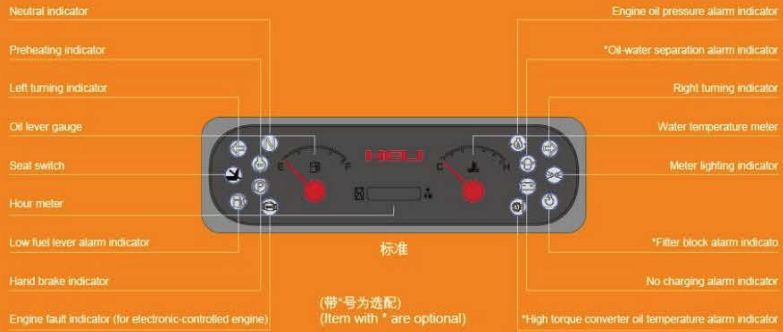 Neutral indicator
Preheating indicator
Left turning indicator
Oil lever gauge
Seat switch
Hour meter
Low fuel lever alarm indicator
Hand brake indicator
Engine fault indicator (for electronic-controlled engine)
E
F
HELI
C
H
N
P
标准
(带*号为选配)
(Item with * are optional)
Engine oil pressure alarm indicator
*Oil-water separation alarm indicator
Right turning indicator
Water temperature meter
Meter lighting indicator
*Filter block alarm indicato
No charging alarm indicator
*High torque converter oil temperature alarm indicator